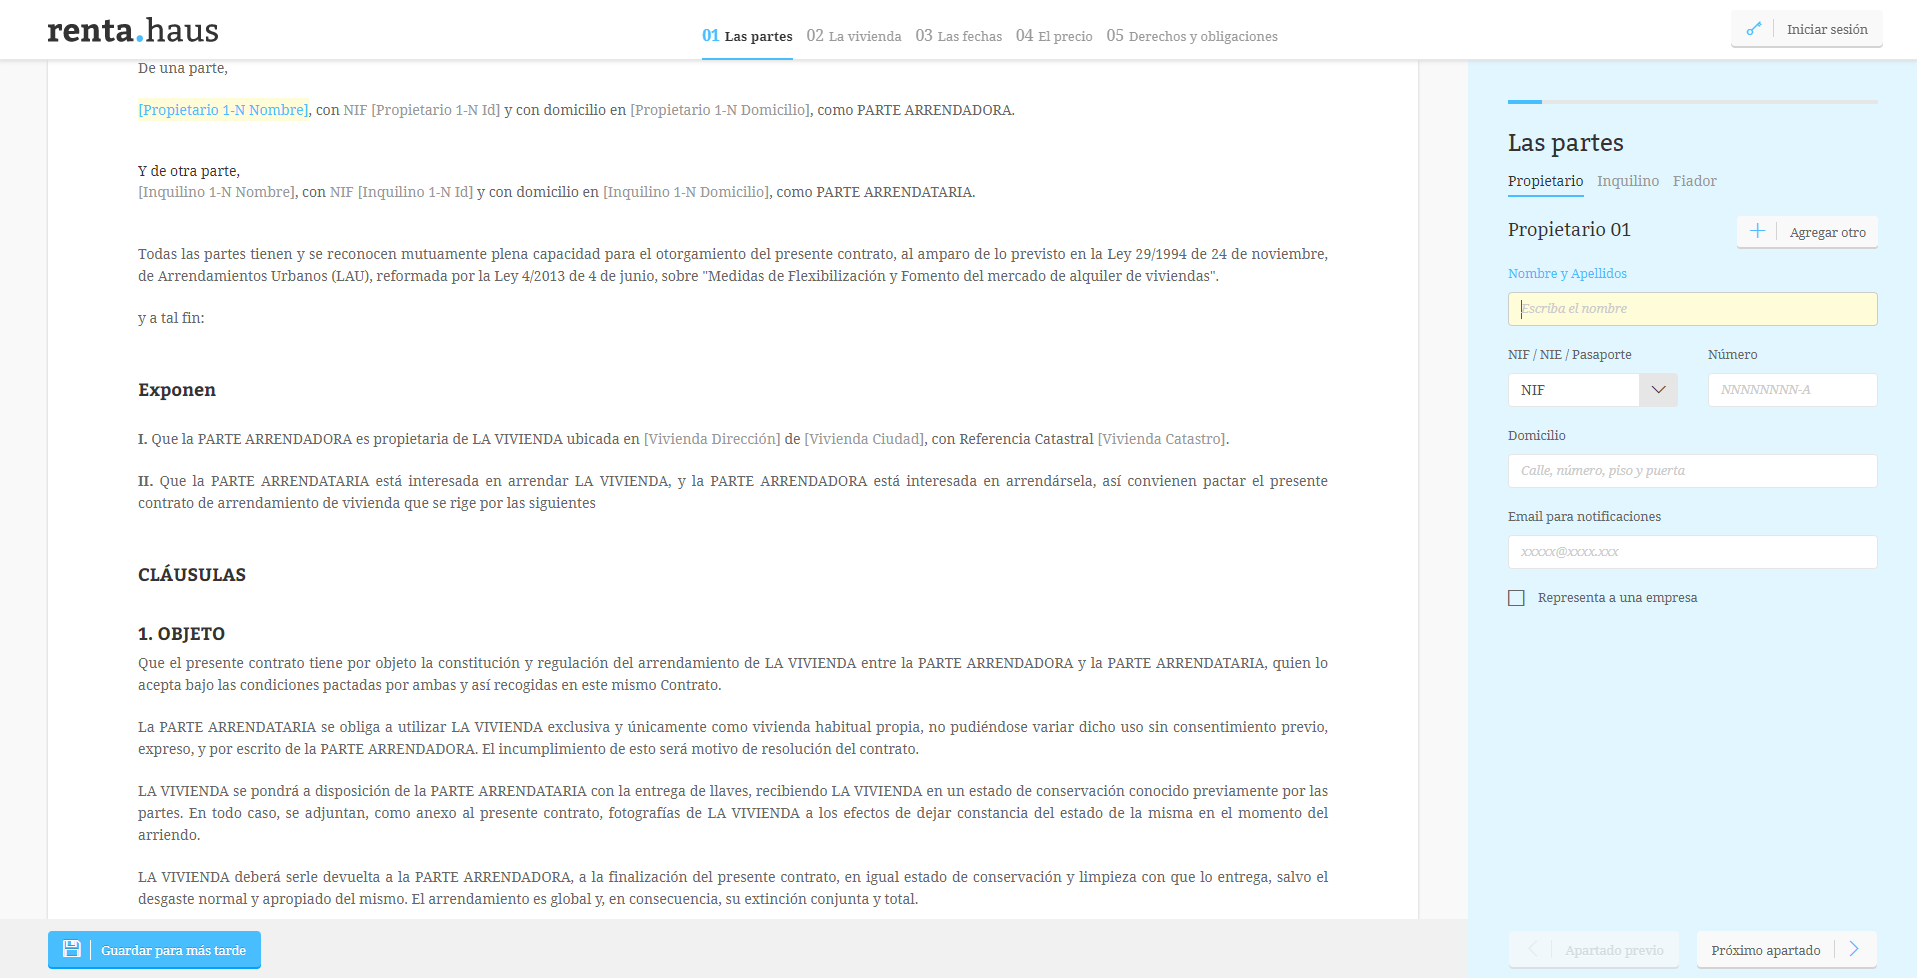 renta.haus
01 Las partes 02 La vivienda 03 Las fechas 04 El precio 05 Derechos y obligaciones
Iniciar sesión
De una parte,
[Propietario 1-N Nombre], con NIF [Propietario 1-N Id] y con domicilio en [Propietario 1-N Domicilio], como PARTE ARRENDADORA.
Y de otra parte,
[Inquilino 1-N Nombre], con NIF [Inquilino 1-N Id] y con domicilio en [Inquilino 1-N Domicilio], como PARTE ARRENDATARIA.
Todas las partes tienen y se reconocen mutuamente plena capacidad para el otorgamiento del presente contrato, al amparo de lo previsto en la Ley 29/1994 de 24 de noviembre,
de Arrendamientos Urbanos (LAU), reformada por la Ley 4/2013 de 4 de junio, sobre "Medidas de Flexibilización y Fomento del mercado de alquiler de viviendas".
y a tal fin:
Exponen
I. Que la PARTE ARRENDADORA es propietaria de LA VIVIENDA ubicada en [Vivienda Dirección] de [Vivienda Ciudad], con Referencia Catastral [Vivienda Catastro].
II. Que la PARTE ARRENDATARIA está interesada en arrendar LA VIVIENDA, y la PARTE ARRENDADORA está interesada en arrendársela, así convienen pactar el presente
contrato de arrendamiento de vivienda que se rige por las siguientes
CLÁUSULAS
1. OBJETO
Que el presente contrato tiene por objeto la constitución y regulación del arrendamiento de LA VIVIENDA entre la PARTE ARRENDADORA y la PARTE ARRENDATARIA, quien lo
acepta bajo las condiciones pactadas por ambas y así recogidas en este mismo Contrato.
La PARTE ARRENDATARIA se obliga a utilizar LA VIVIENDA exclusiva y únicamente como vivienda habitual propia, no pudiéndose variar dicho uso sin consentimiento previo,
expreso, y por escrito de la PARTE ARRENDADORA. El incumplimiento de esto será motivo de resolución del contrato.
LA VIVIENDA se pondrá a disposición de la PARTE ARRENDATARIA con la entrega de llaves, recibiendo LA VIVIENDA en un estado de conservación conocido previamente por las
partes. En todo caso, se adjuntan, como anexo al presente contrato, fotografías de LA VIVIENDA a los efectos de dejar constancia del estado de la misma en el momento del
arriendo.
LA VIVIENDA deberá serle devuelta a la PARTE ARRENDADORA, a la finalización del presente contrato, en igual estado de conservación y limpieza con que lo entrega, salvo el
desgaste normal y apropiado del mismo. El arrendamiento es global y, en consecuencia, su extinción conjunta y total.
Guardar para más tarde
Las partes
Propietario Inquilino Fiador
Propietario 01
Agregar otro
Nombre y Apellidos
Escriba el nombre
NIF / NIE / Pasaporte Número
NIF NNNNNNNN-A
Domicilio
Calle, número, piso y puerta
Email para notificaciones
xxxxx@xxxx.xxx
Representa a una empresa
Apartado previo Próximo apartado